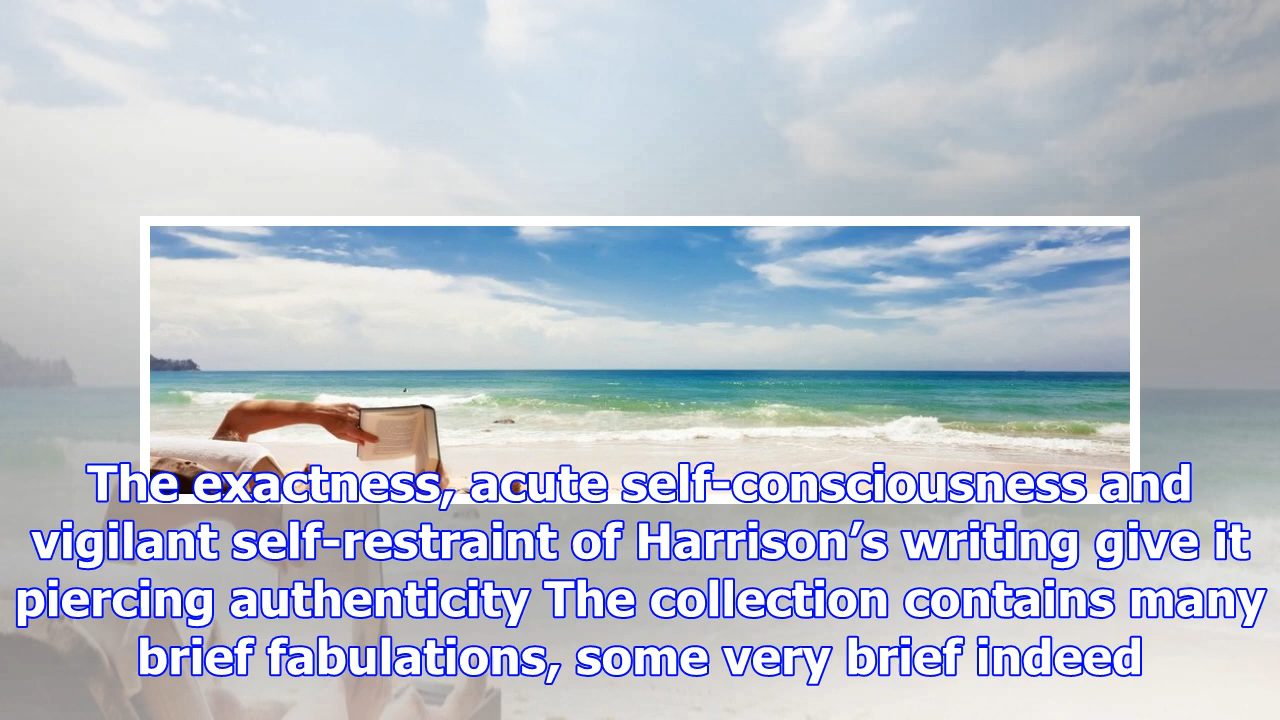 The exactness, acute self-consciousness and
vigilant self-restraint of Harrison’s writing give it
piercing authenticity The collection contains many
brief fabulations, some very brief indeed